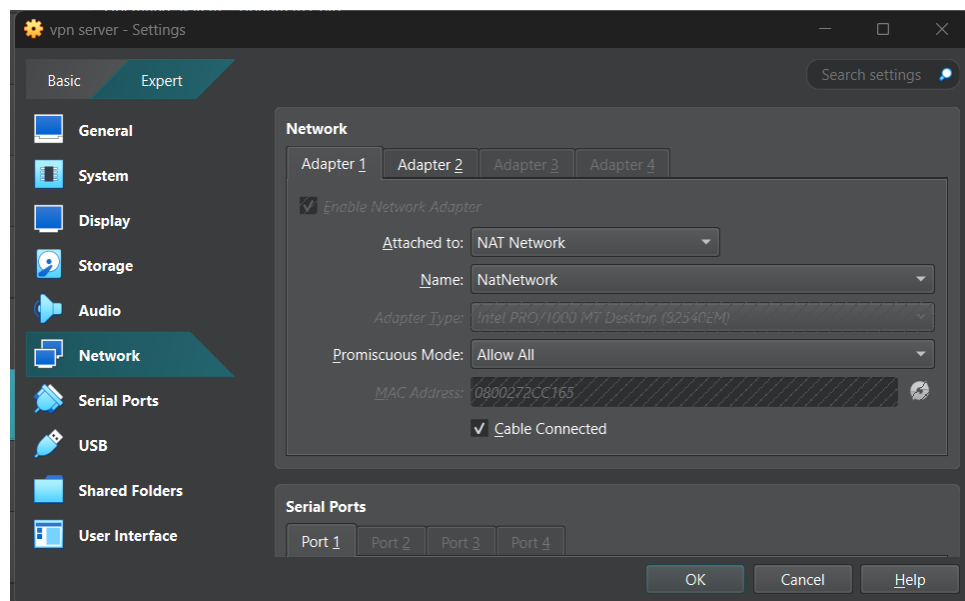 vpn server - Settings
Basic
Expert
Search settings
General
System
Display
Storage
Audio
Network
Serial Ports
USB
Shared Folders
User Interface
Network
Adapter 1
Adapter 2
Adapter 3
Adapter 4
Enable Network Adapter
Attached to: NAT Network
Name: NatNetwork
Adapter Type: Intel PRO/1000 MT Desktop (82540EM)
Promiscuous Mode: Allow All
MAC Address: 0800272CC165
Cable Connected
Serial Ports
Port 1
Port 2
Port 3
Port 4
OK
Cancel
Help